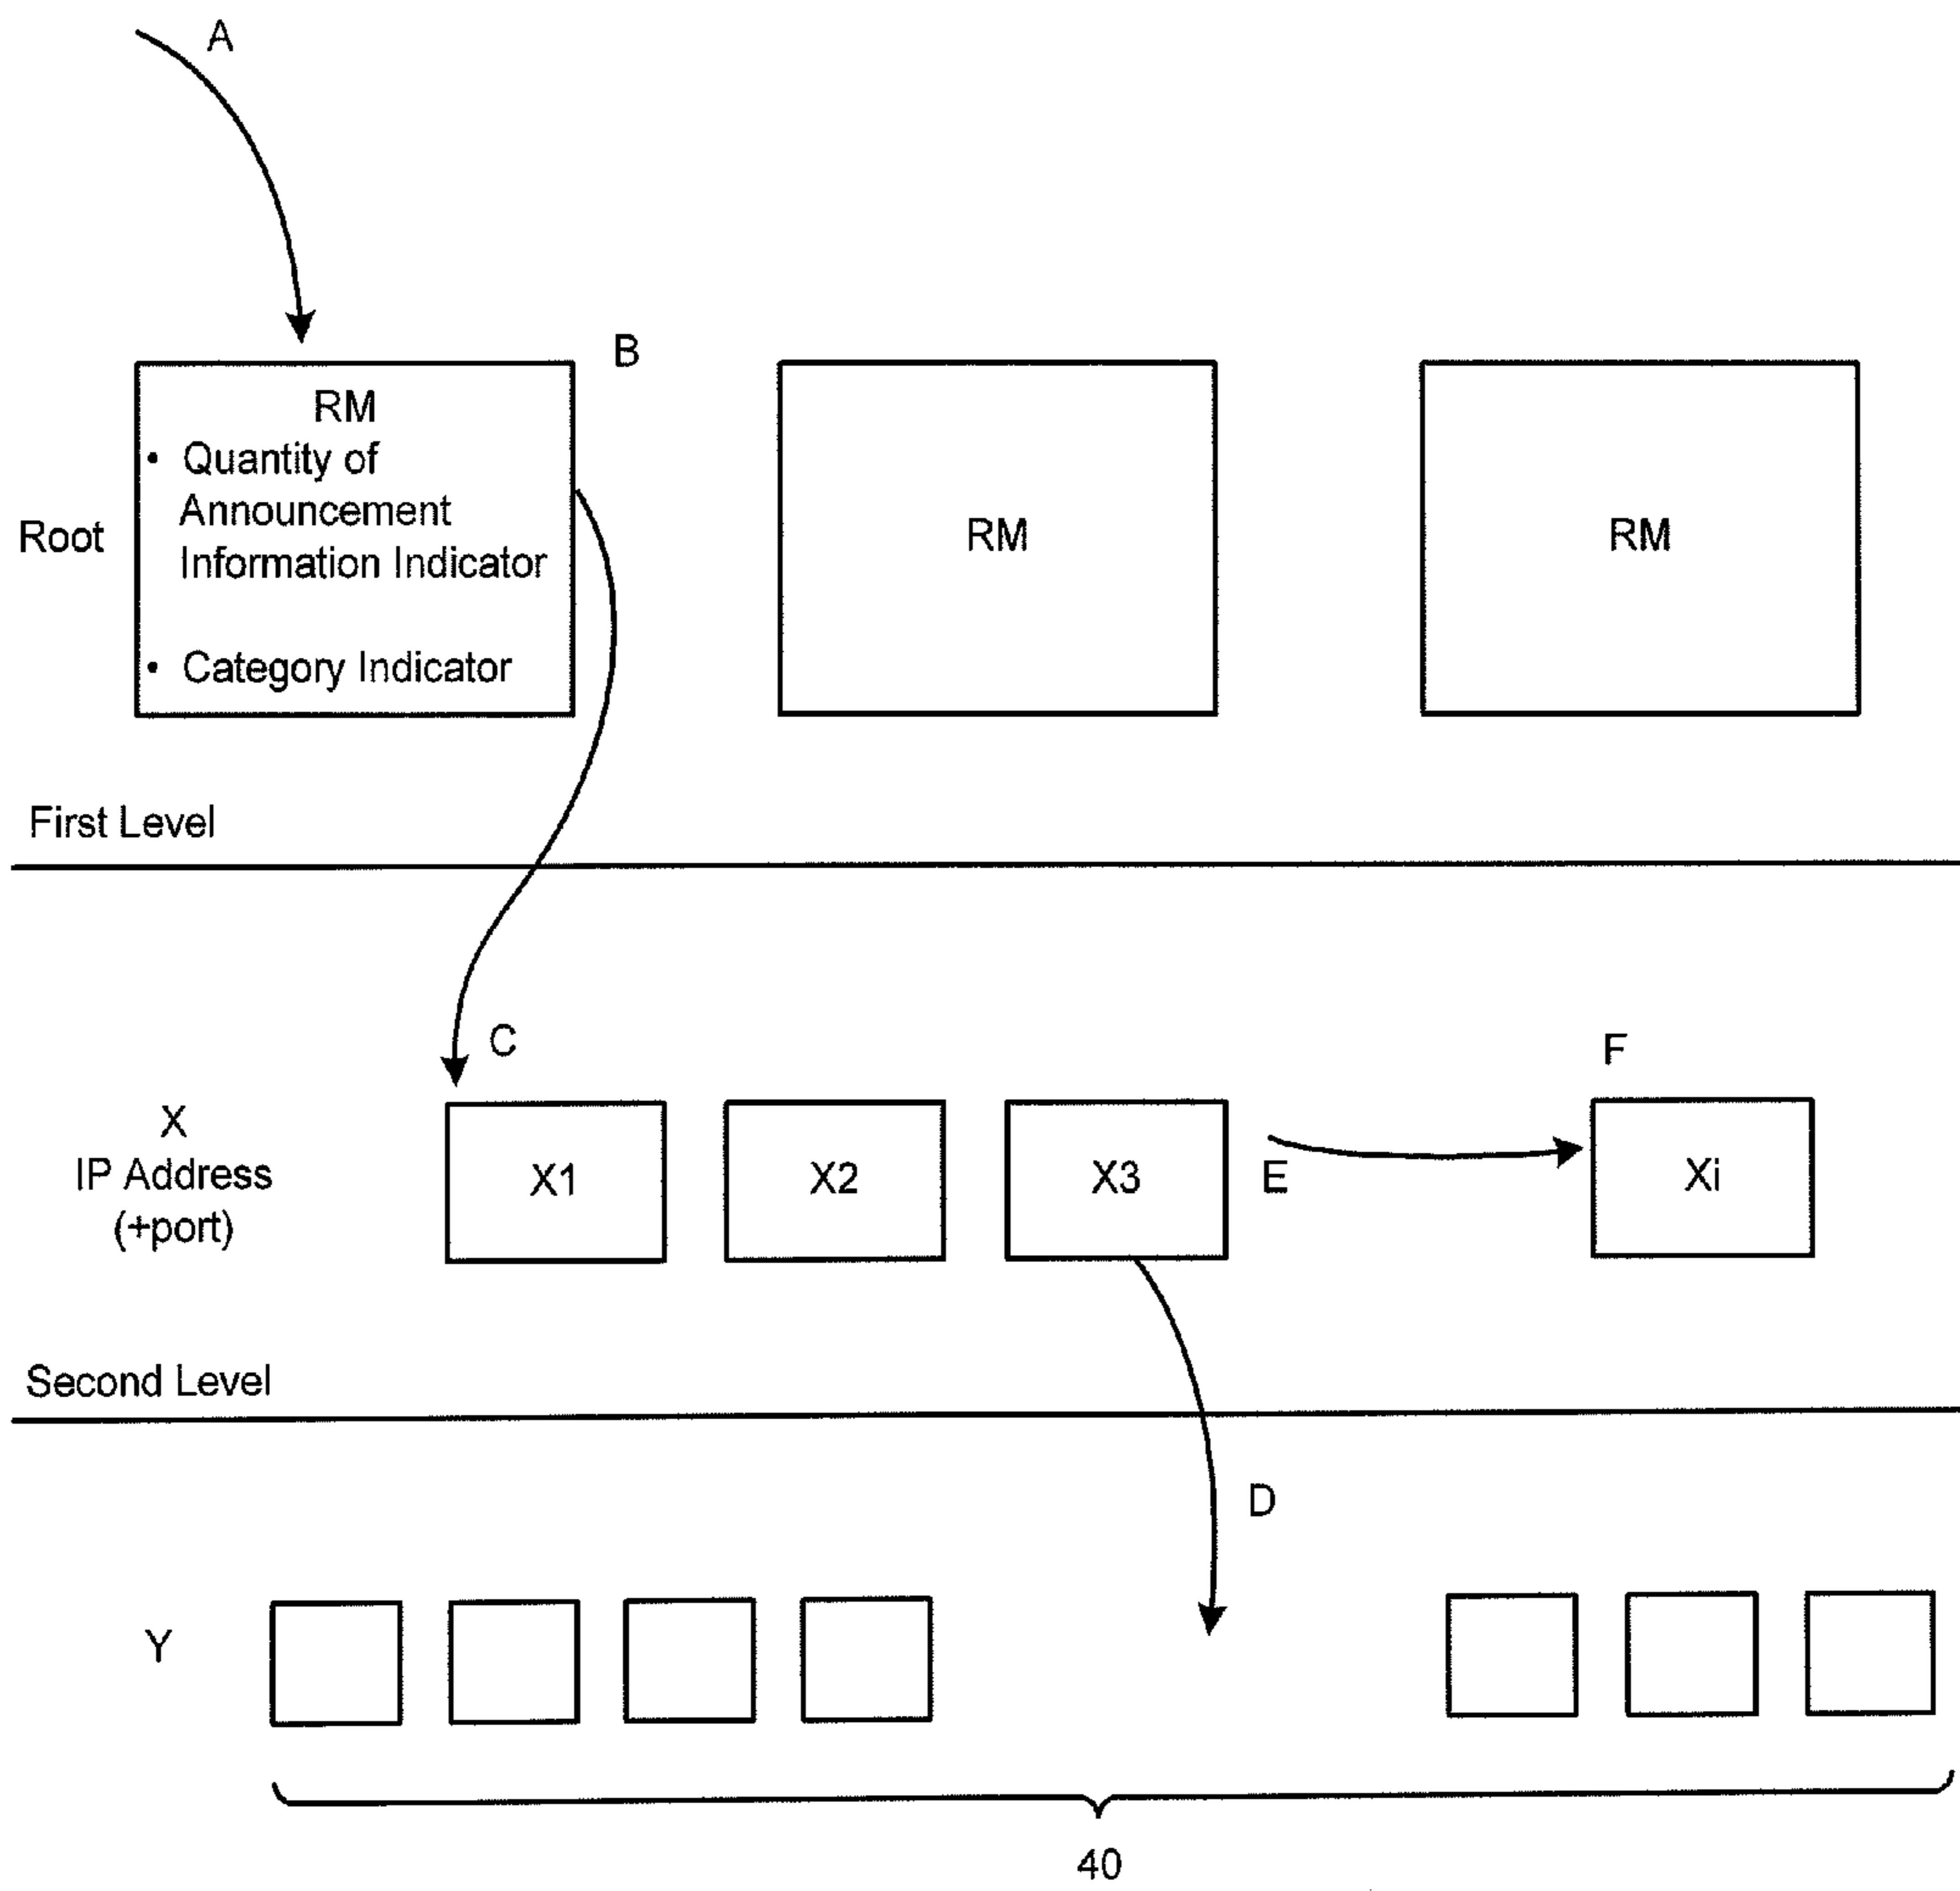 A
B
RM
• Quantity of
Announcement
Information Indicator
• Category Indicator
Root
RM
RM
First Level
C
F
X
IP Address
(+port)
X1
X2
X3
E
Xi
Second Level
D
Y
40